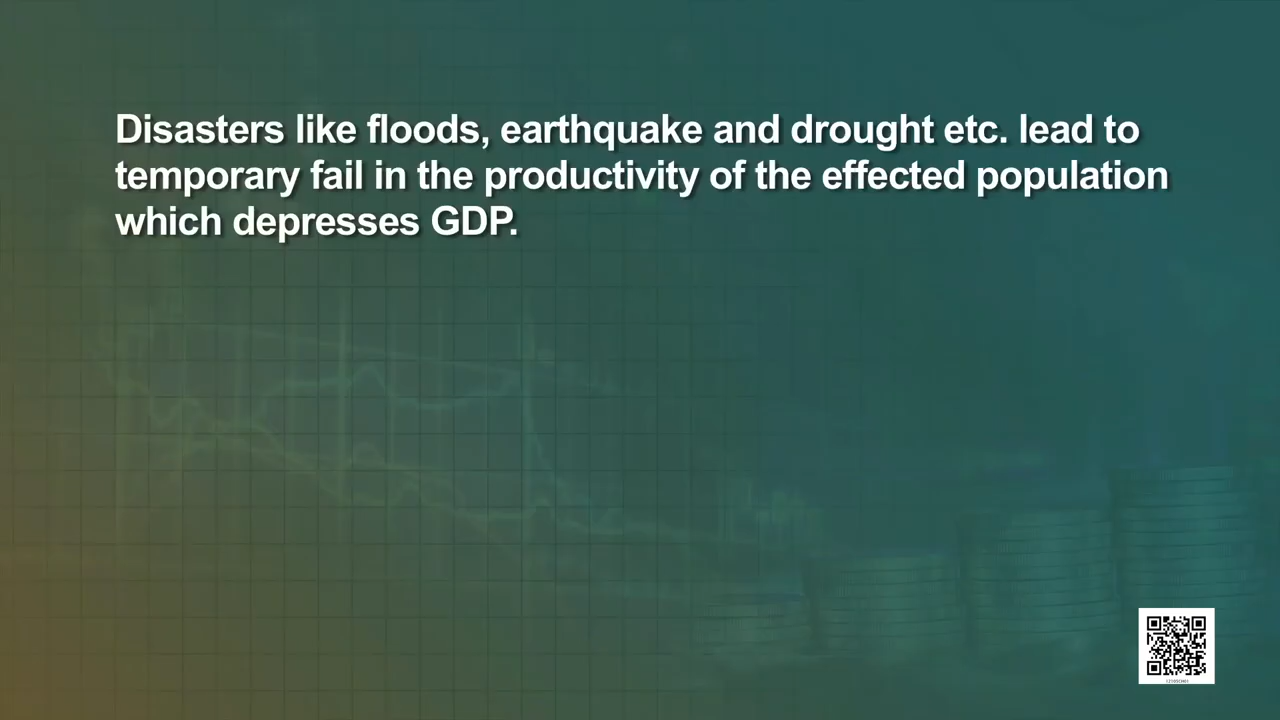 Disasters like floods, earthquake and drought etc. lead to
temporary fail in the productivity of the effected population
which depresses GDP.